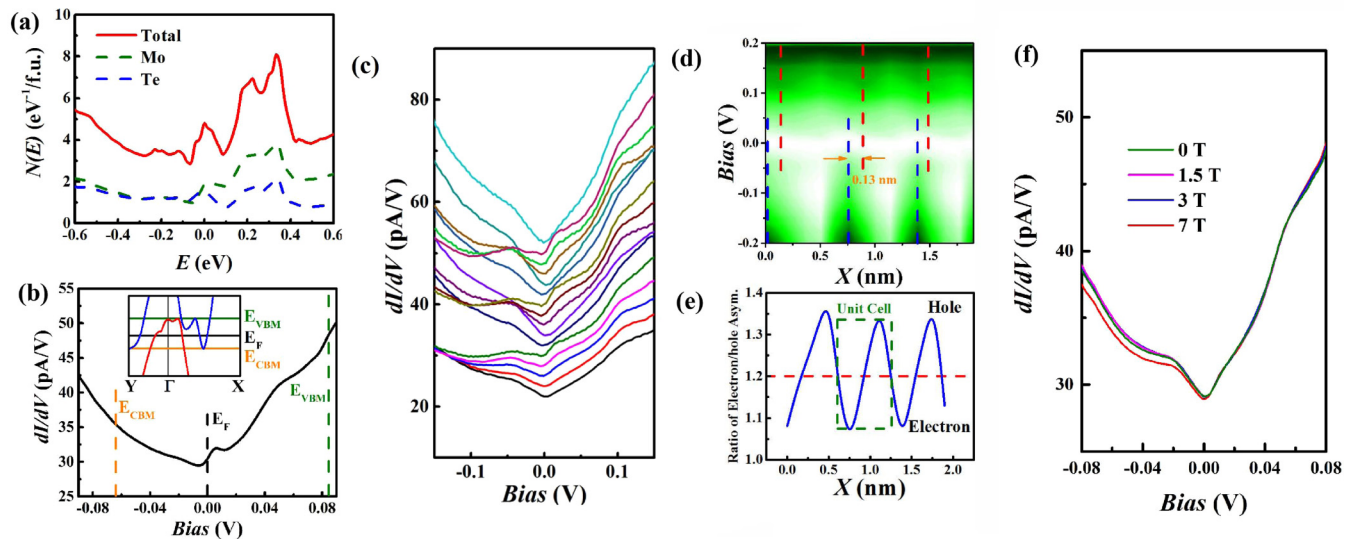 (a)
N(E) (eV⁻¹/f.u.)
10
8
6
4
2
0
Total
Mo
Te
-0.6 -0.4 -0.2 0.0 0.2 0.4 0.6
E (eV)
(b)
dI/dV (pA/V)
55
50
45
40
35
30
25
E_VBM
E_F
E_CBM
Y Γ X
E_CBM
E_F
E_VBM
-0.08 -0.04 0.00 0.04 0.08
Bias (V)
(c)
dI/dV (pA/V)
80
60
40
20
-0.1 0.0 0.1
Bias (V)
(d)
Bias (V)
0.2
0.1
0.0
-0.1
-0.2
0.13 nm
0.0 0.5 1.0 1.5
X (nm)
(e)
Ratio of Electron/hole Asym.
1.4
1.3
1.2
1.1
1.0
Unit Cell
Hole
Electron
0.0 0.5 1.0 1.5 2.0
X (nm)
(f)
dI/dV (pA/V)
50
40
30
0 T
1.5 T
3 T
7 T
-0.08 -0.04 0.00 0.04 0.08
Bias (V)